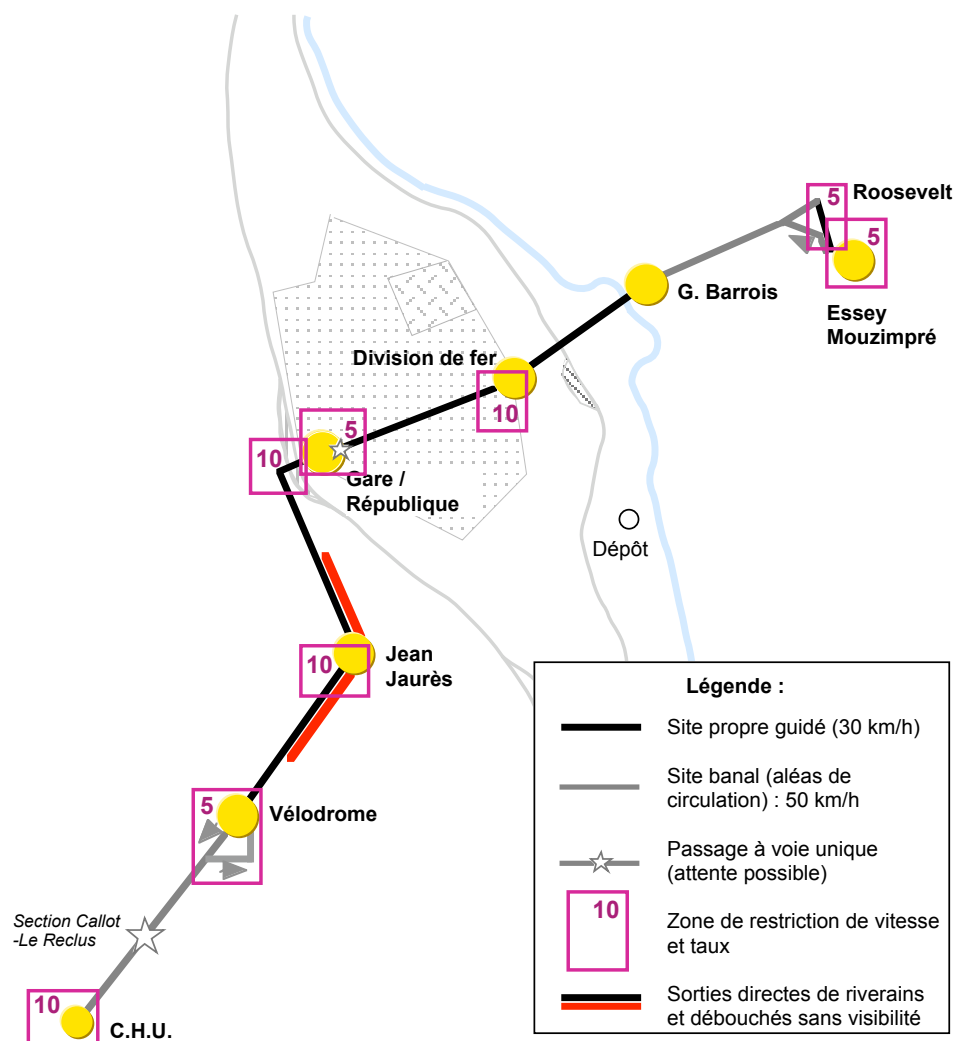 5
Roosevelt
5
G. Barrois
Essey
Mouzimpré
Division de fer
10
5
10
Gare /
République
Dépôt
10
Jean
Jaurès
5
Vélodrome
Section Callot
-Le Reclus
10
C.H.U.
Légende :
Site propre guidé (30 km/h)
Site banal (aléas de
circulation) : 50 km/h
Passage à voie unique
(attente possible)
10
Zone de restriction de vitesse
et taux
Sorties directes de riverains
et débouchés sans visibilité